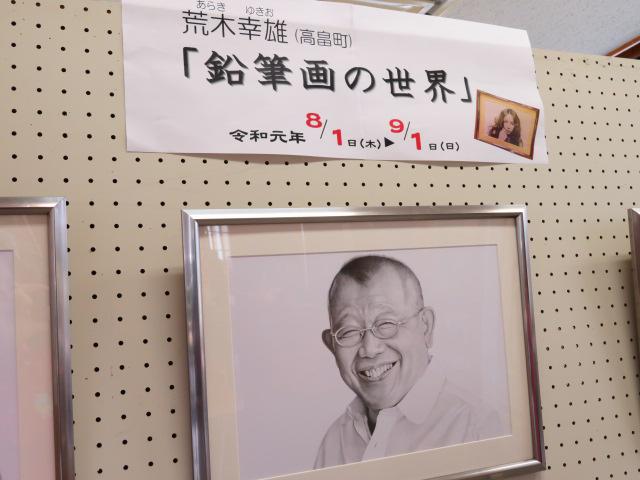 あらき ゆきお
荒木幸雄(高畠町)
「鉛筆画の世界」
令和元年 8/1日(木)▶9/1日(日)